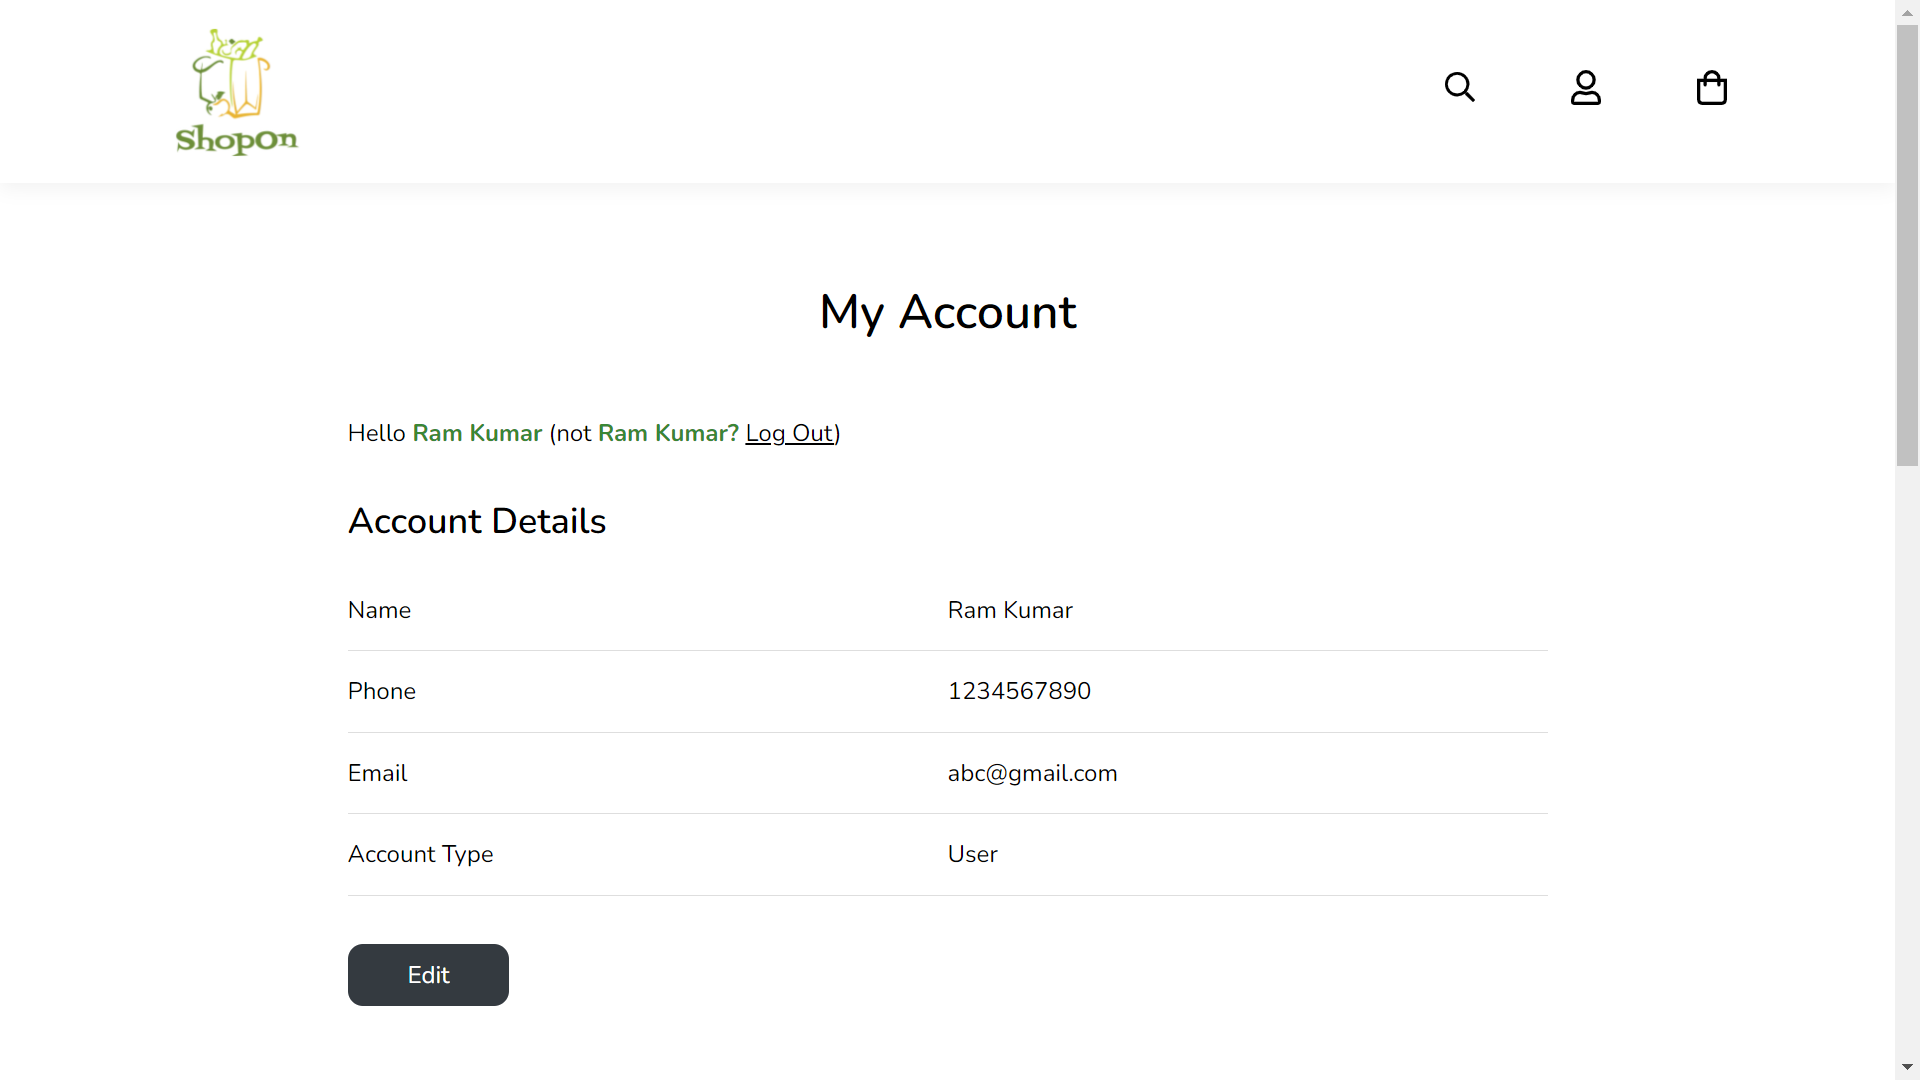 ShopOn
My Account
Hello Ram Kumar (not Ram Kumar? Log Out)
Account Details
Name Ram Kumar
Phone 1234567890
Email abc@gmail.com
Account Type User
Edit